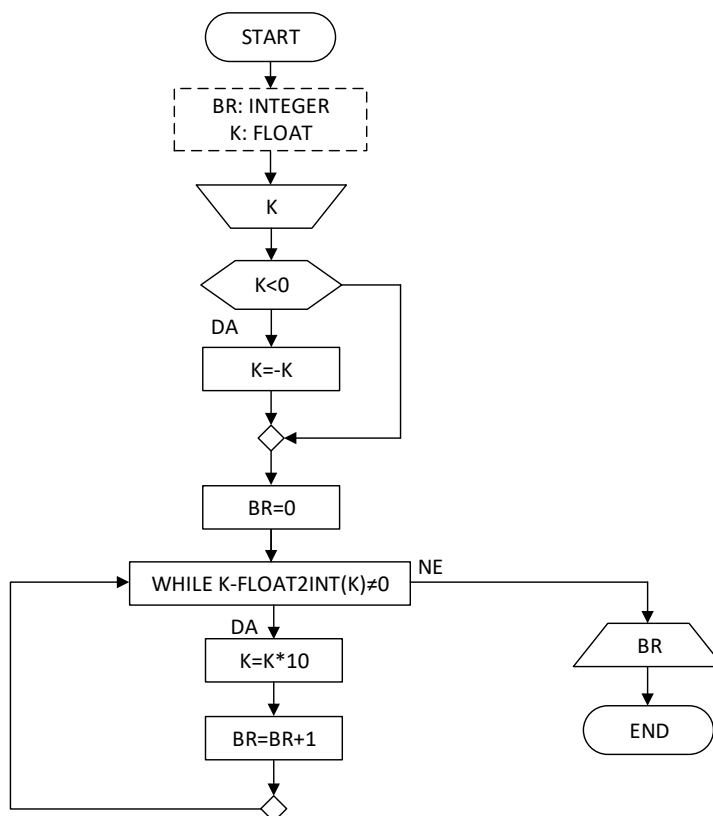 START
BR: INTEGER
K: FLOAT
K
K<0
DA
K=-K
BR=0
WHILE K-FLOAT2INT(K)≠0
NE
DA
K=K*10
BR=BR+1
BR
END